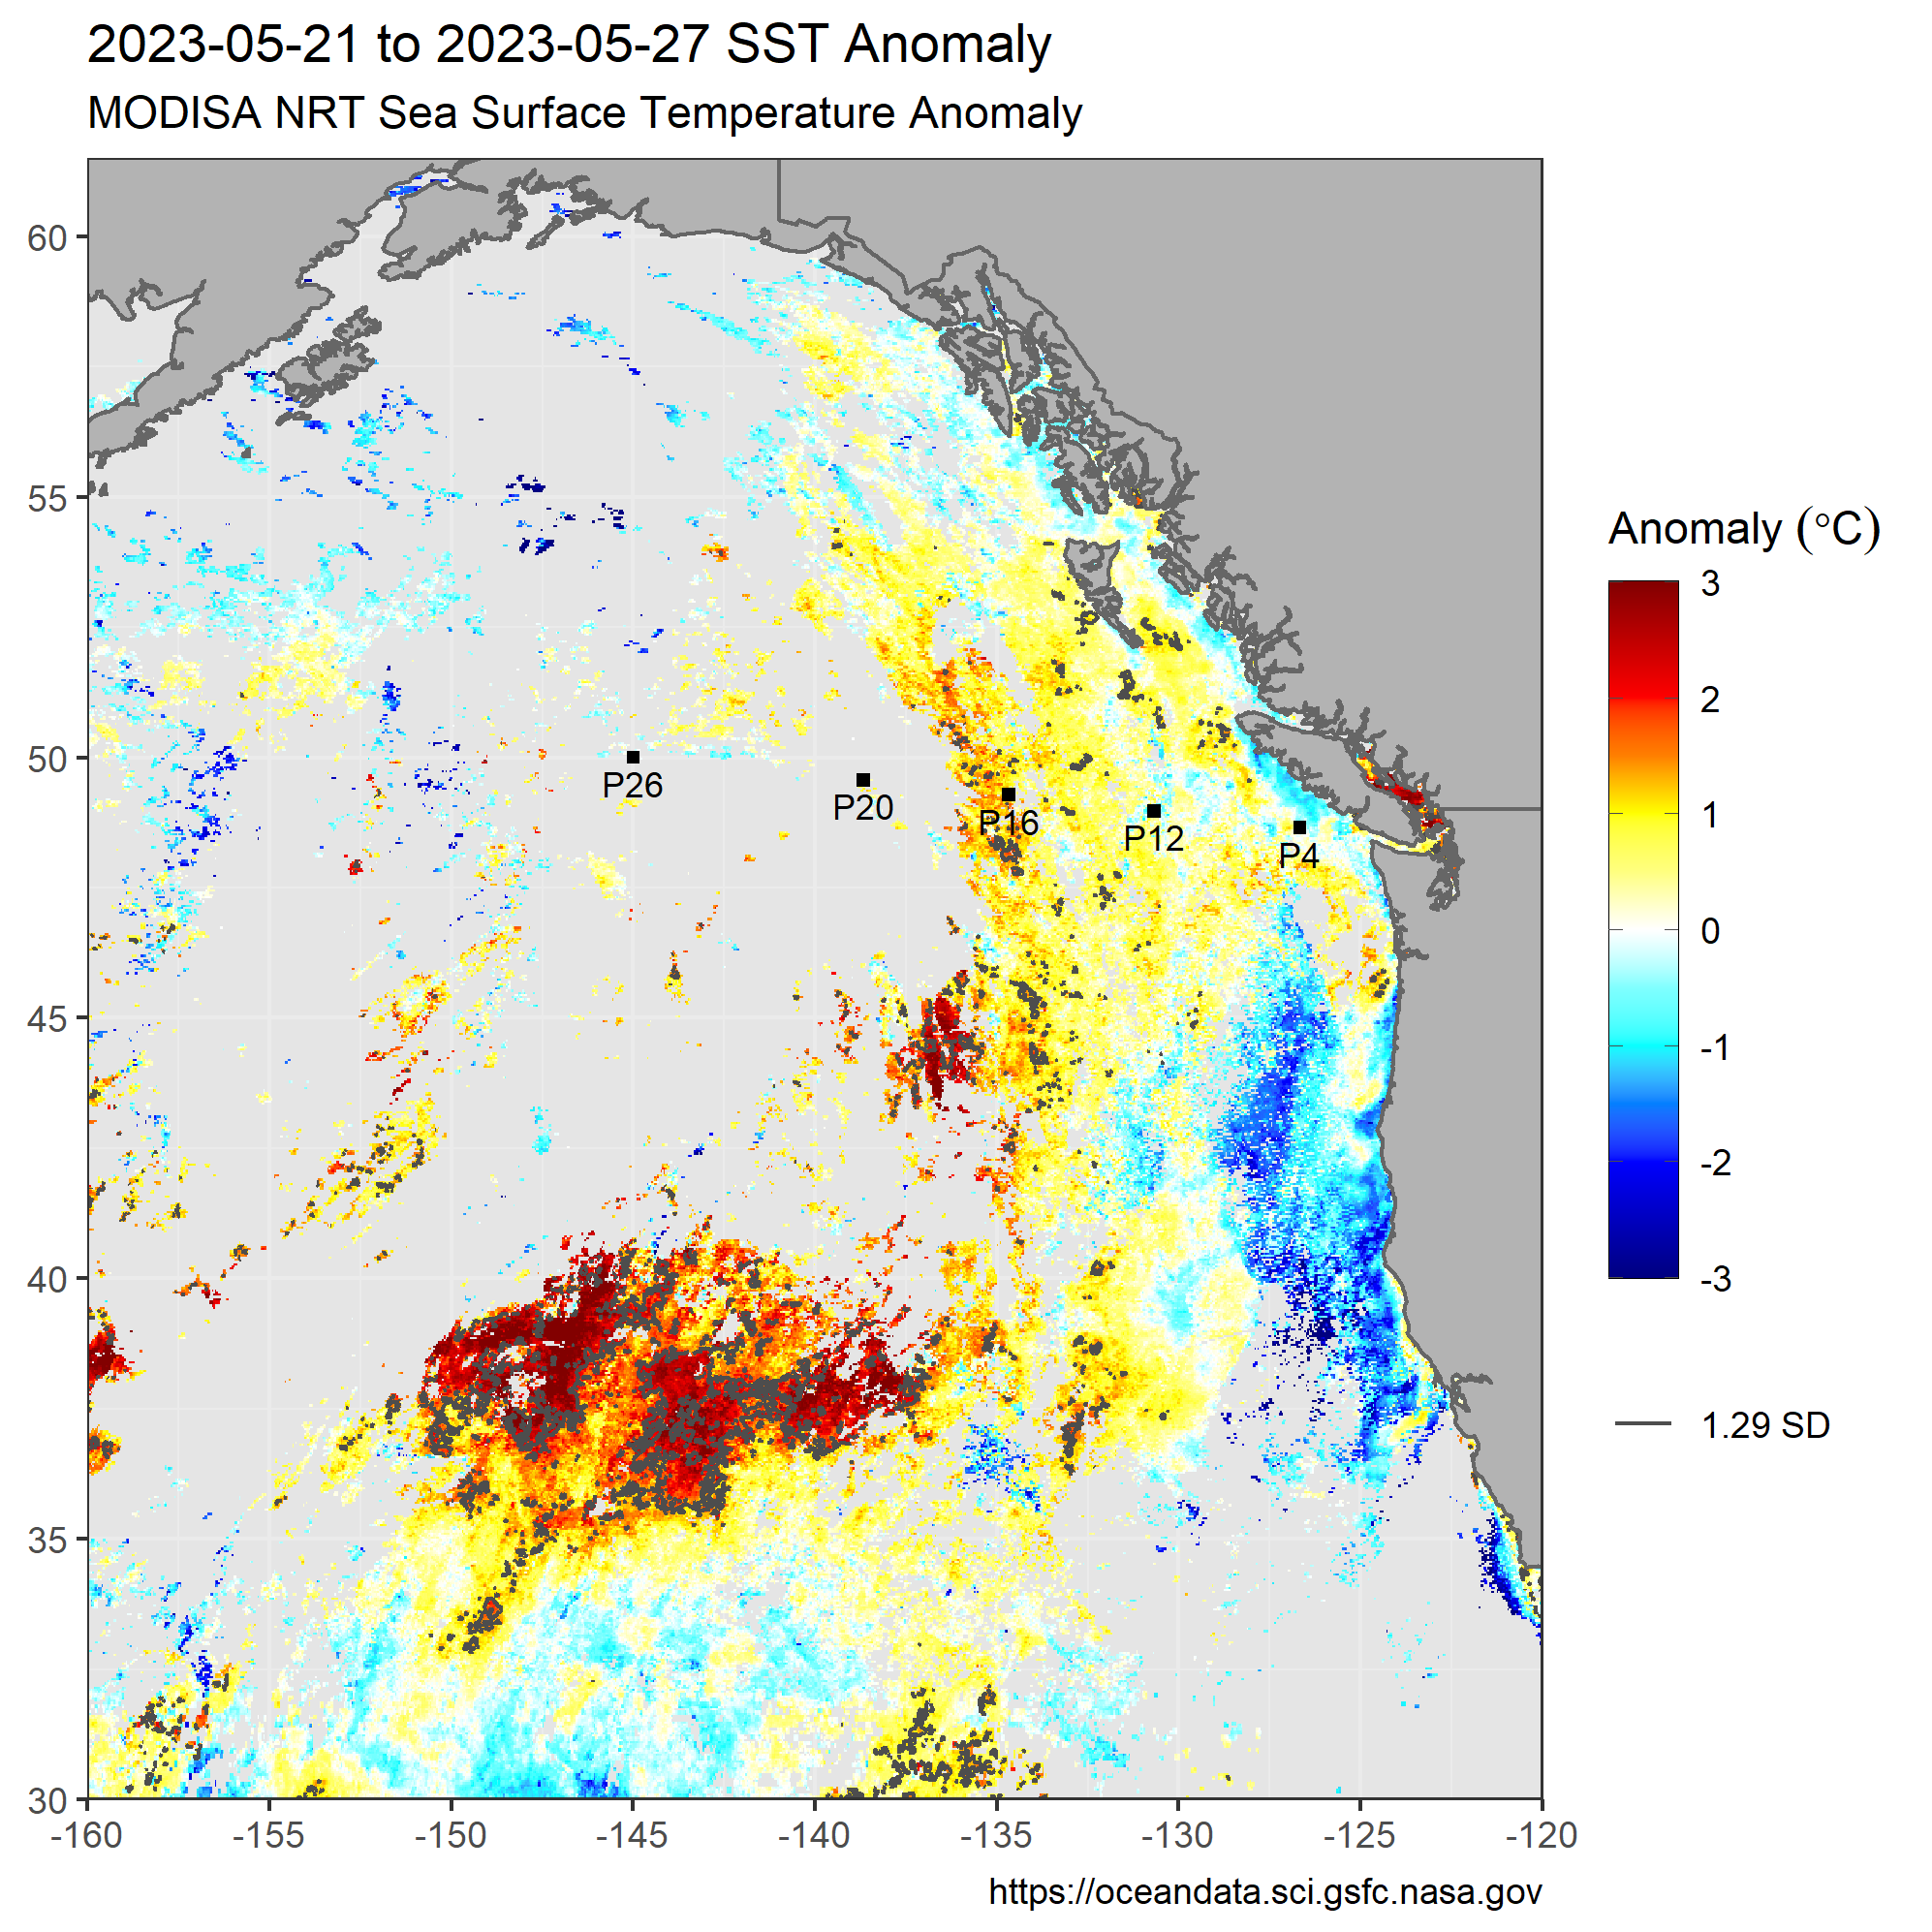 2023-05-21 to 2023-05-27 SST Anomaly
MODISA NRT Sea Surface Temperature Anomaly
60
55
50
45
40
35
30
-160
-155
-150
-145
-140
-135
-130
-125
-120
P26
P20
P16
P12
P4
Anomaly (°C)
3
2
1
0
-1
-2
-3
1.29 SD
https://oceandata.sci.gsfc.nasa.gov